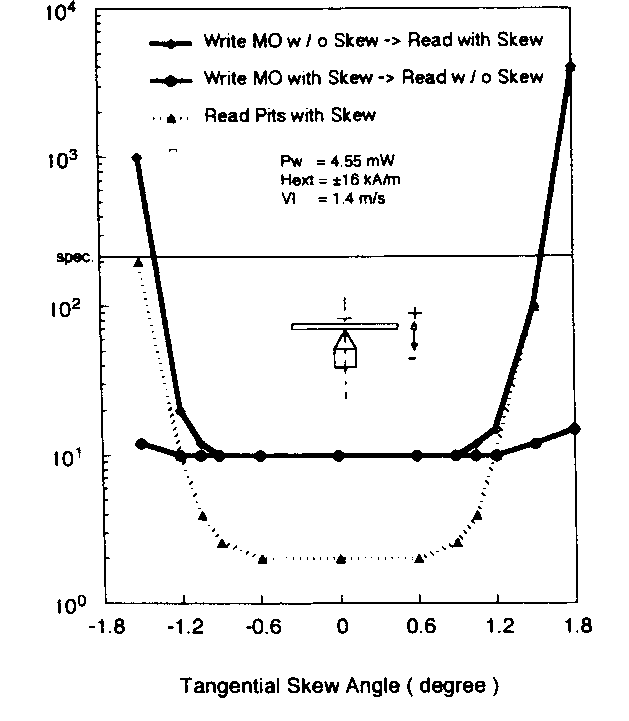 10⁴
Write MO w / o Skew -> Read with Skew
Write MO with Skew -> Read w / o Skew
Read Pits with Skew
10³
Pw = 4.55 mW
Hext = ±16 kA/m
Vl = 1.4 m/s
spec.
10²
+
-
10¹
10⁰
-1.8 -1.2 -0.6 0 0.6 1.2 1.8
Tangential Skew Angle ( degree )